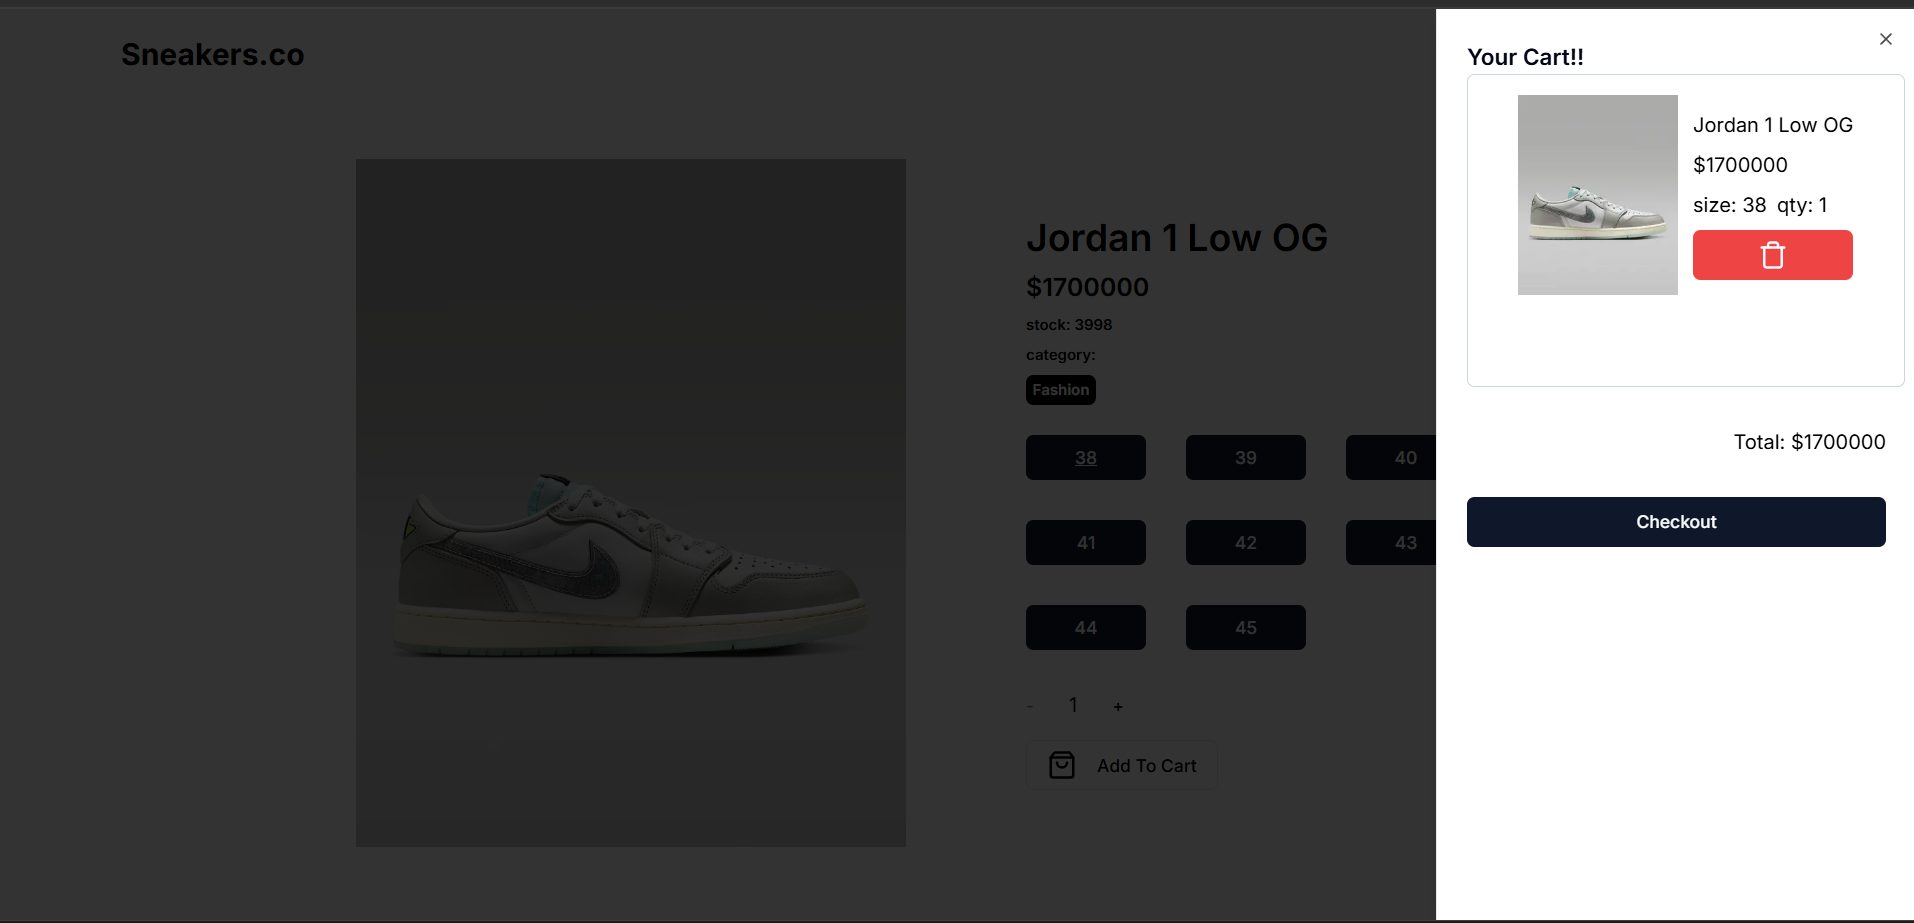 Sneakers.co
Jordan 1 Low OG
$1700000
stock: 3998
category:
Fashion
38 39 40
41 42 43
44 45
- 1 +
Add To Cart
Your Cart!!
Jordan 1 Low OG
$1700000
size: 38 qty: 1
Total: $1700000
Checkout